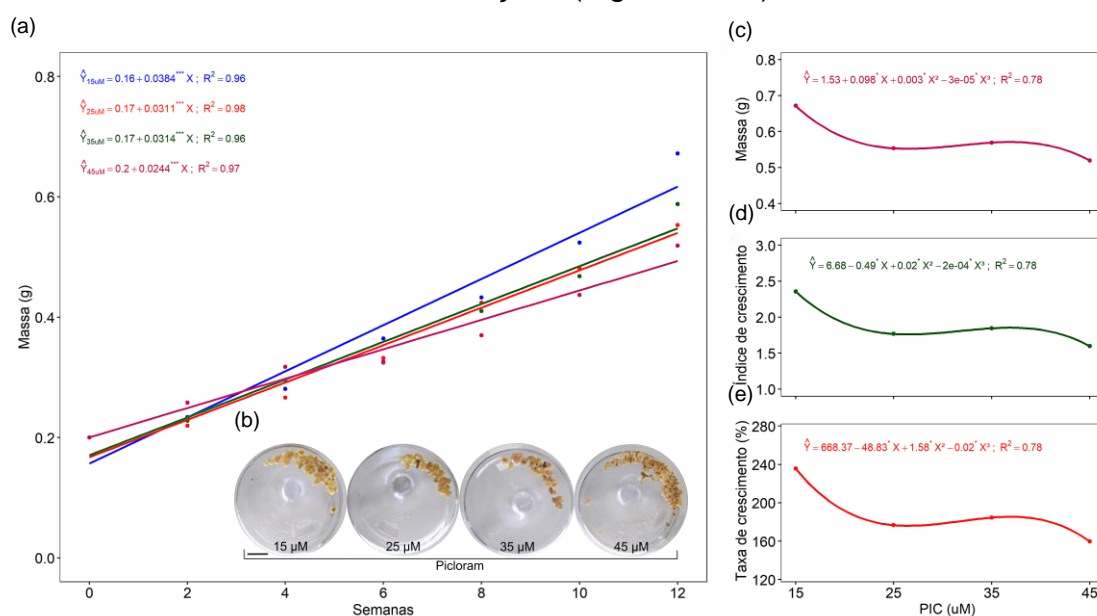 (a)
Ŷ15uM = 0.16 + 0.0384*** X ; R² = 0.96
Ŷ25uM = 0.17 + 0.0311*** X ; R² = 0.98
Ŷ35uM = 0.17 + 0.0314*** X ; R² = 0.96
Ŷ45uM = 0.2 + 0.0244*** X ; R² = 0.97
Massa (g)
0.8
0.6
0.4
0.2
0.0
0 2 4 6 8 10 12
Semanas
(b)
15 µM 25 µM 35 µM 45 µM
Picloram
(c)
Ŷ = 1.53 + 0.098* X + 0.003* X² − 3e-05* X³ ; R² = 0.78
Massa (g)
0.8
0.7
0.6
0.5
0.4
(d)
Ŷ = 6.68 − 0.49* X + 0.02* X² − 2e-04* X³ ; R² = 0.78
Índice de crescimento
3.0
2.5
2.0
1.5
1.0
(e)
Ŷ = 668.37 − 48.83* X + 1.58* X² − 0.02* X³ ; R² = 0.78
Taxa de crescimento (%)
280
240
200
160
120
15 25 35 45
PIC (uM)